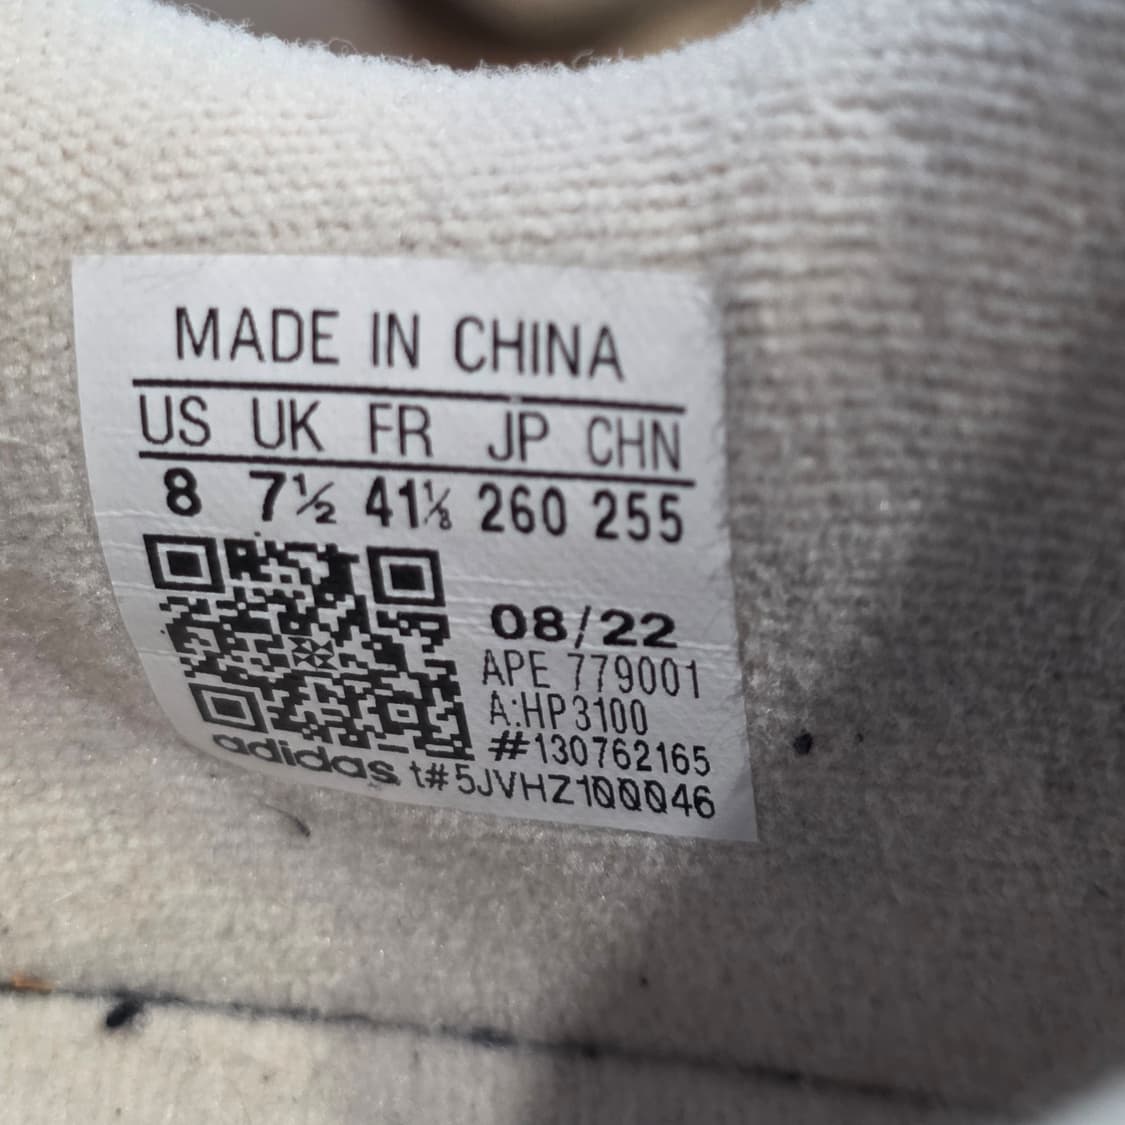 MADE IN CHINA
US UK FR JP CHN
8 7½ 41⅓ 260 255
08/22
APE 779001
A:HP3100
#130762165
adidas t#5JVHZ100046